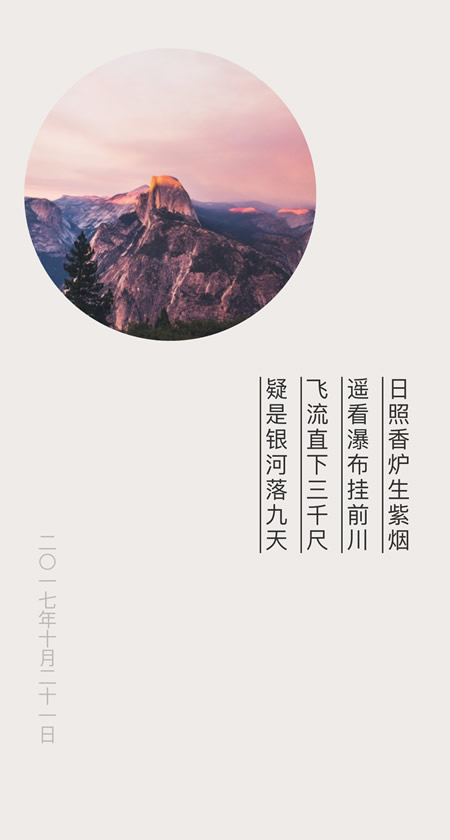 日照香炉生紫烟
遥看瀑布挂前川
飞流直下三千尺
疑是银河落九天
二〇一七年十月二十一日